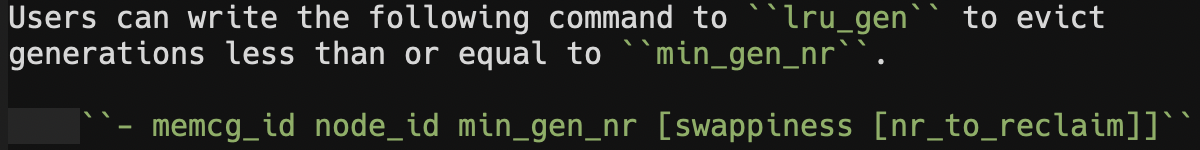 Users can write the following command to ``lru_gen`` to evict
generations less than or equal to ``min_gen_nr``.
``- memcg_id node_id min_gen_nr [swappiness [nr_to_reclaim]]``